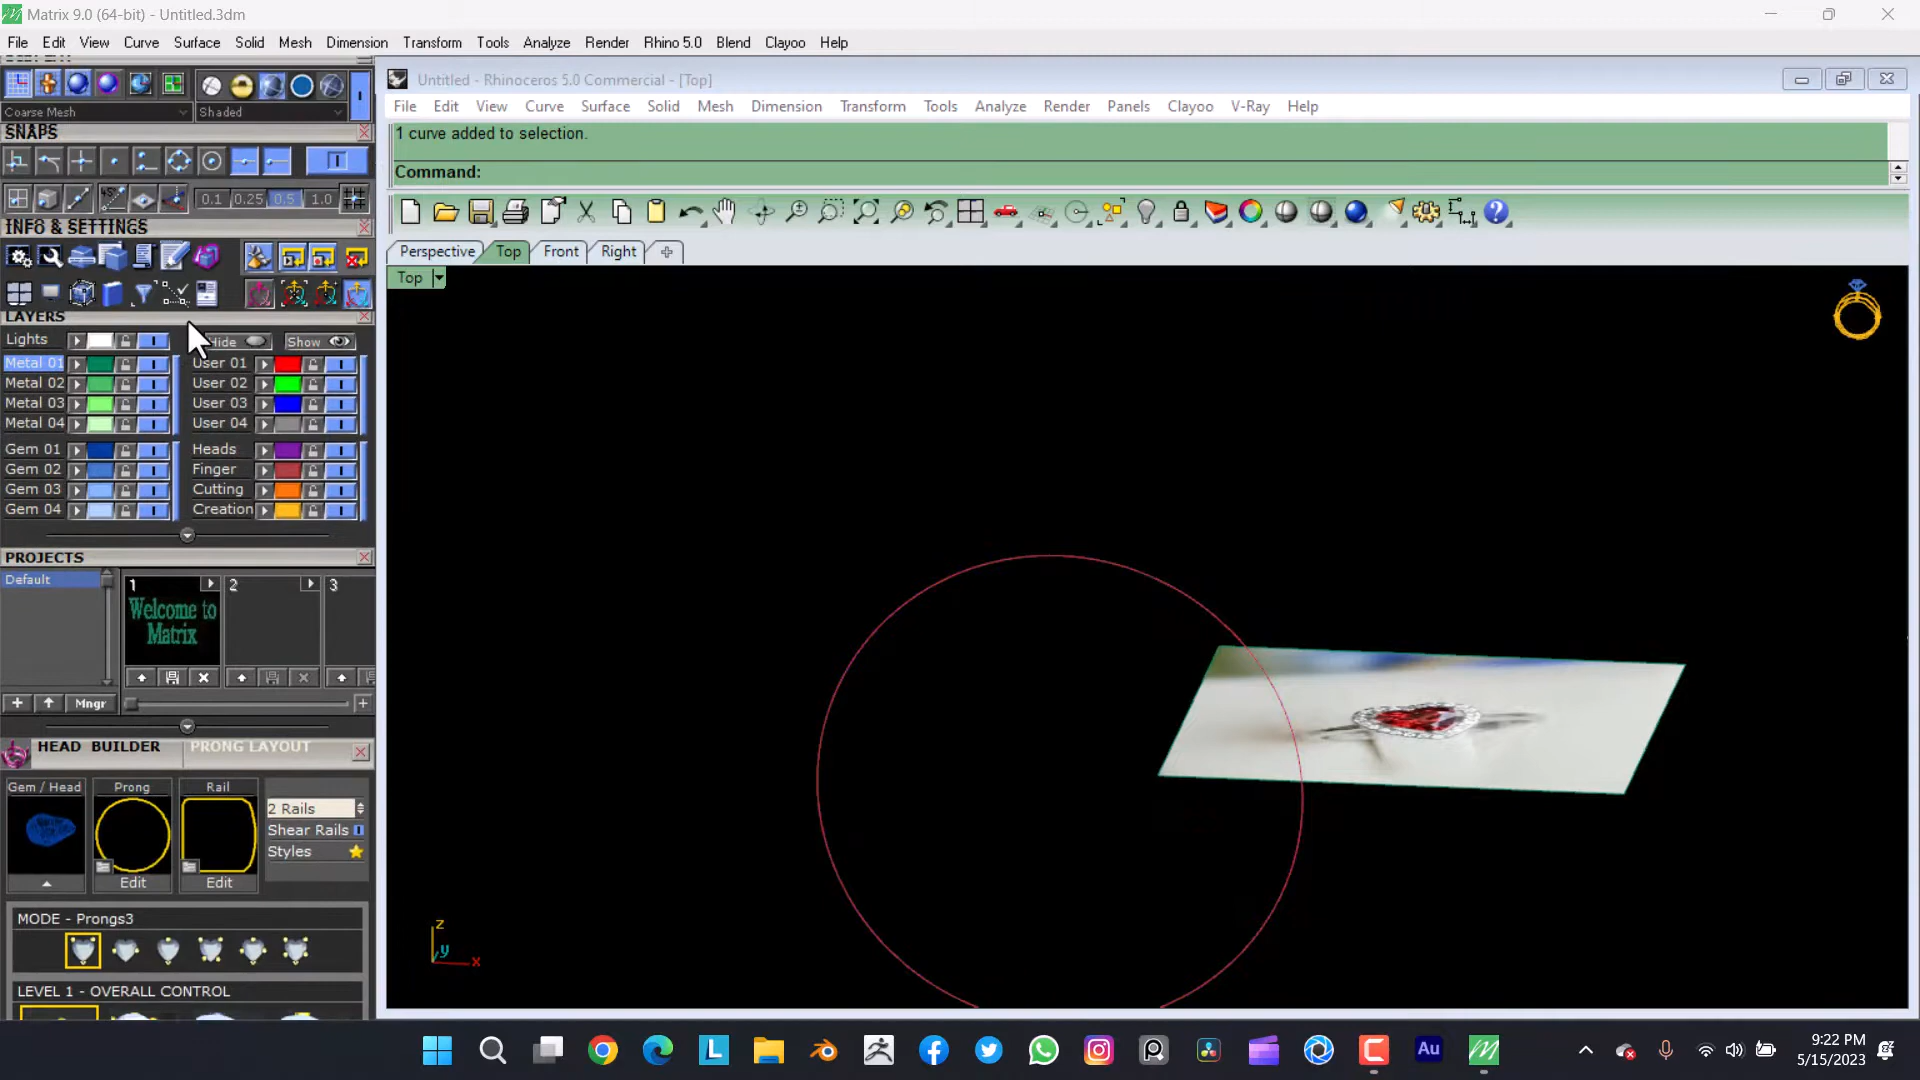 Matrix 9.0 (64-bit) - Untitled.3dm
File Edit View Curve Surface Solid Mesh Dimension Transform Tools Analyze Render Rhino 5.0 Blend Clayoo Help
Coarse Mesh Shaded
SNAPS
0.1 0.25 0.5 1.0
INFO & SETTINGS
LAYERS
Lights Hide Show
Metal 01 User 01
Metal 02 User 02
Metal 03 User 03
Metal 04 User 04
Gem 01 Heads
Gem 02 Finger
Gem 03 Cutting
Gem 04 Creation
PROJECTS
Default 1 2 3
Welcome to
Matrix
Mngr
HEAD BUILDER PRONG LAYOUT
Gem / Head Prong Rail
2 Rails
Shear Rails
Styles
Edit Edit
MODE - Prongs3
LEVEL 1 - OVERALL CONTROL
Untitled - Rhinoceros 5.0 Commercial - [Top]
File Edit View Curve Surface Solid Mesh Dimension Transform Tools Analyze Render Panels Clayoo V-Ray Help
1 curve added to selection.
Command:
Perspective Top Front Right
Top
z
y
x
L
Au
9:22 PM
5/15/2023